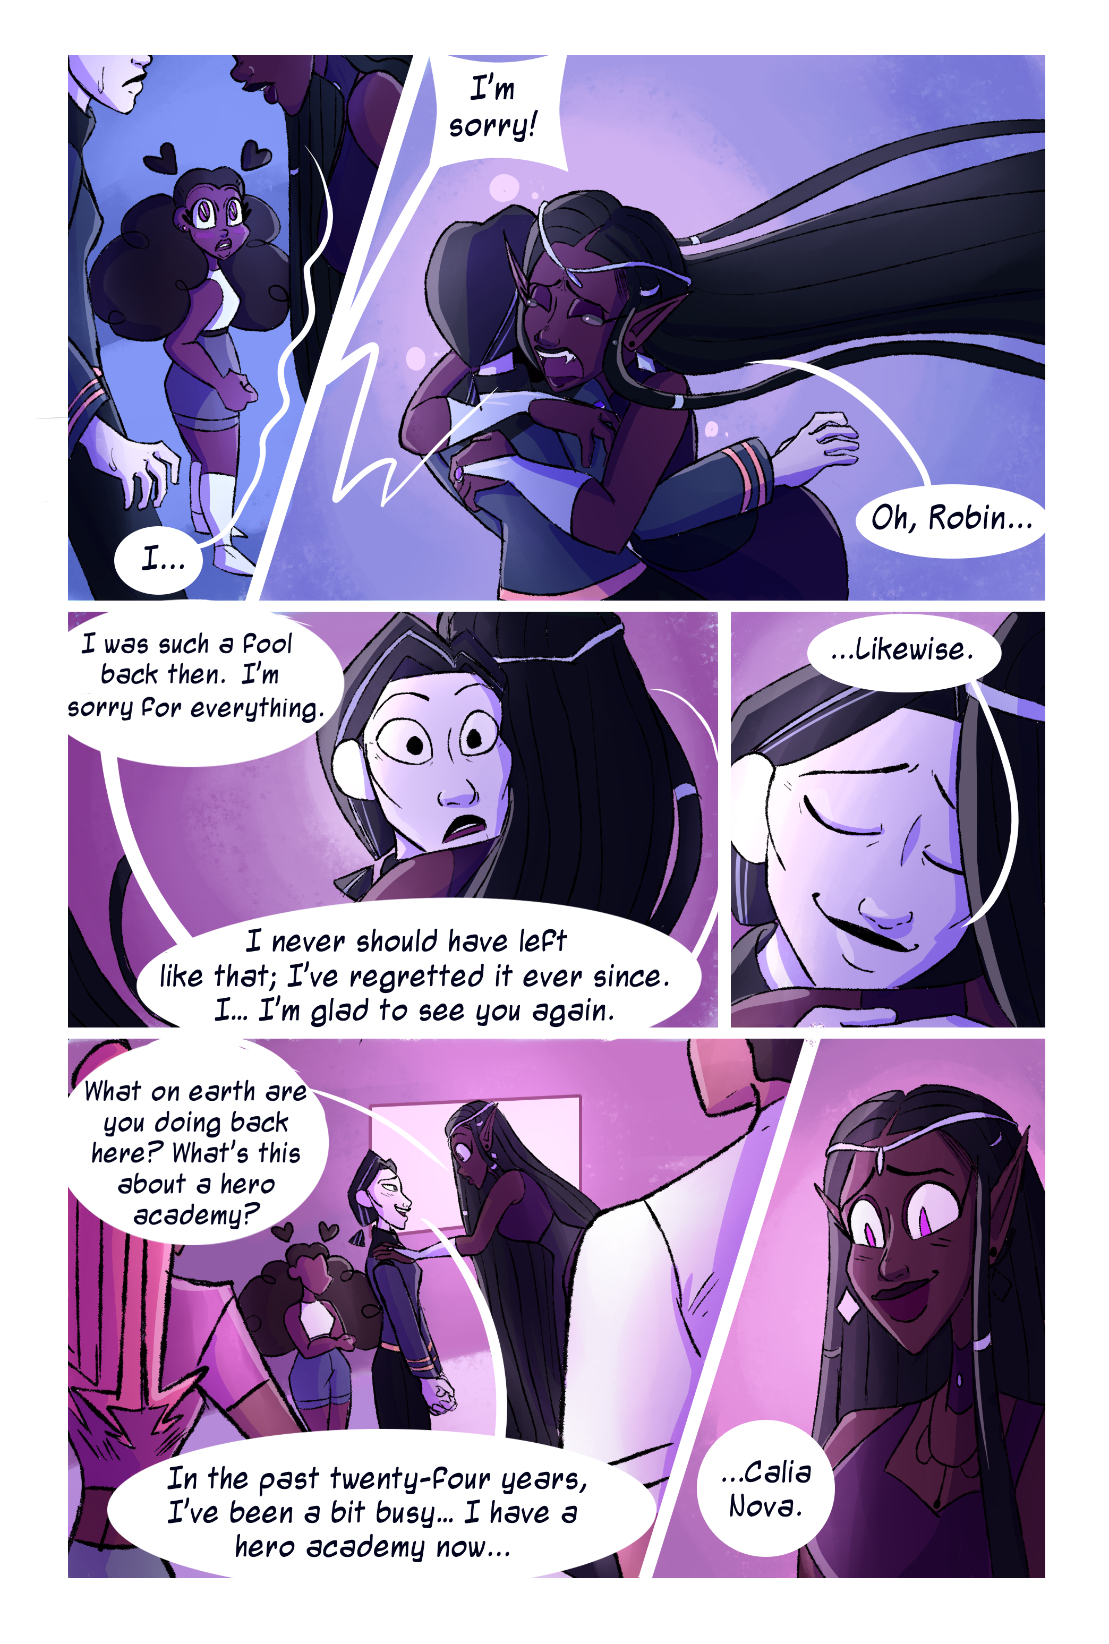 I...
I'm
sorry!
Oh, Robin...
I was such a fool
back then. I'm
sorry for everything.
I never should have left
like that; I've regretted it ever since.
I... I'm glad to see you again.
...Likewise.
What on earth are
you doing back
here? What's this
about a hero
academy?
In the past twenty-four years,
I've been a bit busy... I have a
hero academy now...
...Calia
Nova.